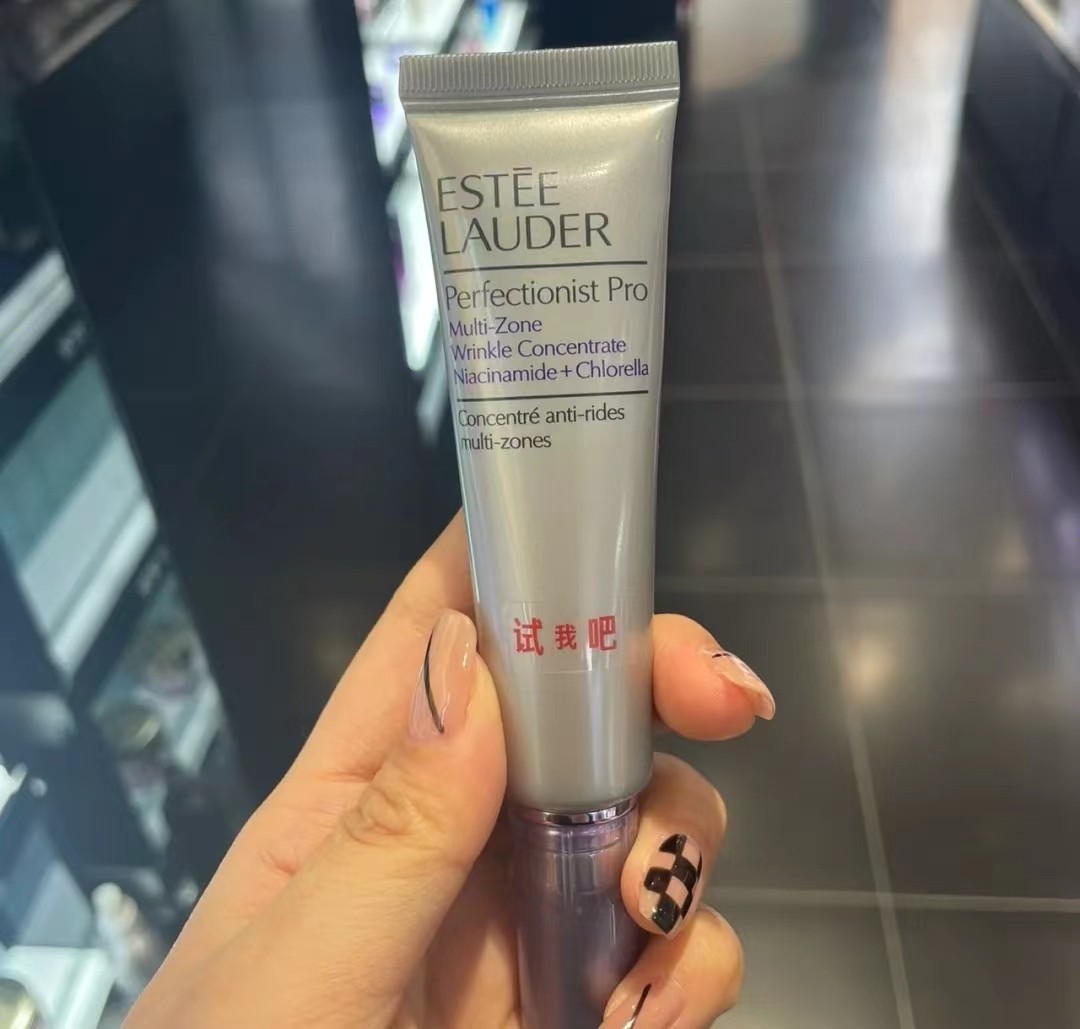 ESTĒE
LAUDER
Perfectionist Pro
Multi-Zone
Wrinkle Concentrate
Niacinamide + Chlorella
Concentré anti-rides
multi-zones
试我吧